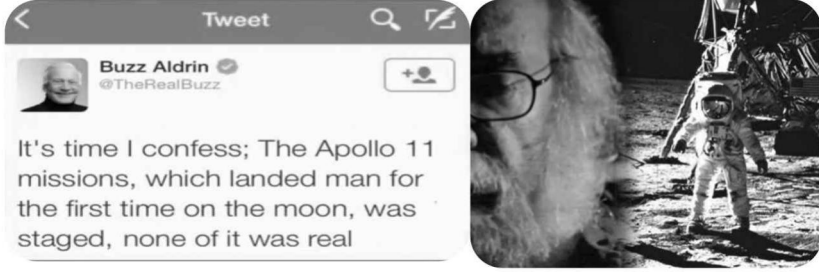 Tweet
Buzz Aldrin
@TheRealBuzz
It's time I confess; The Apollo 11
missions, which landed man for
the first time on the moon, was
staged, none of it was real